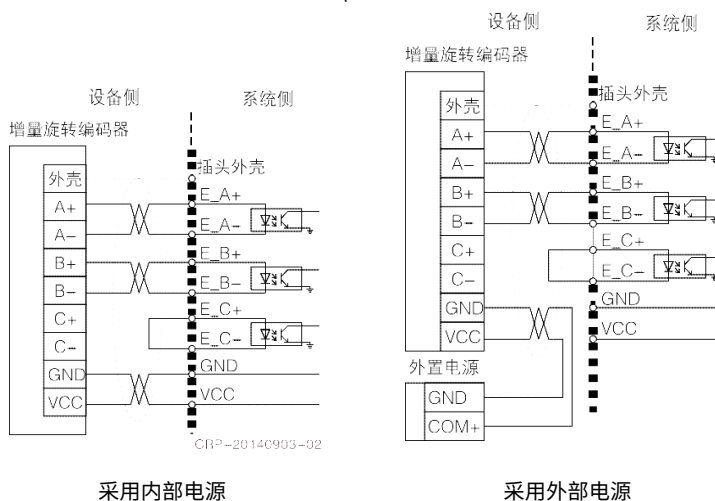 设备侧
系统侧
增量旋转编码器
插头外壳
外壳
A+
A-
B+
B-
C+
C-
GND
VCC
E_A+
E_A-
E_B+
E_B-
E_C+
E_C-
GND
VCC
CRP-20140903-02
采用内部电源
设备侧
系统侧
增量旋转编码器
插头外壳
外壳
A+
A-
B+
B-
C+
C-
GND
VCC
E_A+
E_A-
E_B+
E_B-
E_C+
E_C-
GND
VCC
外置电源
GND
COM+
采用外部电源